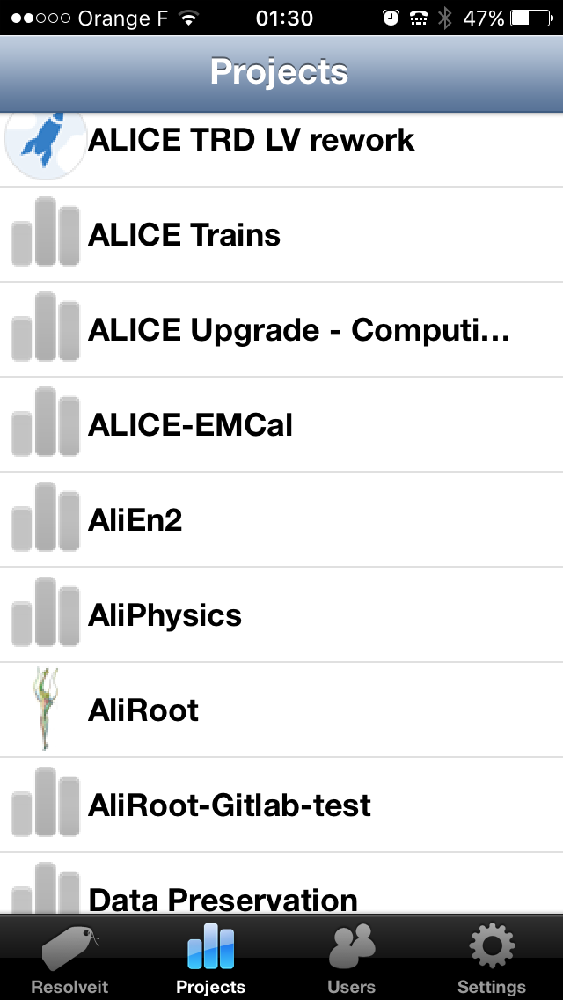 Orange F 01:30 47%
Projects
ALICE TRD LV rework
ALICE Trains
ALICE Upgrade - Computi...
ALICE-EMCal
AliEn2
AliPhysics
AliRoot
AliRoot-Gitlab-test
Data Preservation
Resolveit Projects Users Settings